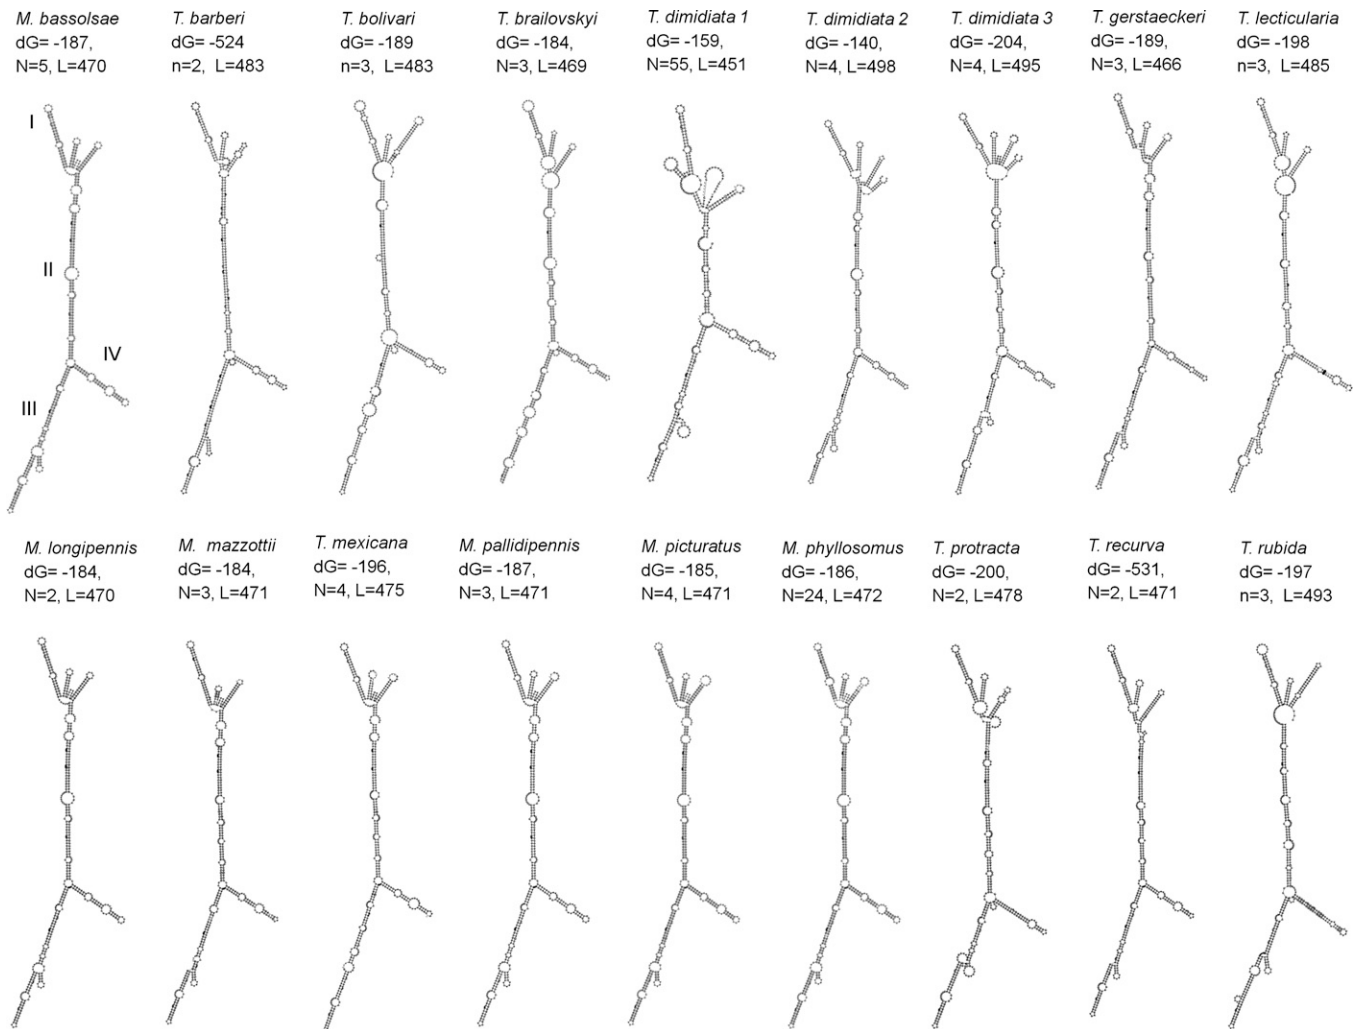 M. bassolsae
dG= -187,
N=5, L=470
T. barberi
dG= -524
n=2, L=483
T. bolivari
dG= -189
n=3, L=483
T. brailovskyi
dG= -184,
N=3, L=469
T. dimidiata 1
dG= -159,
N=55, L=451
T. dimidiata 2
dG= -140,
N=4, L=498
T. dimidiata 3
dG= -204,
N=4, L=495
T. gerstaeckeri
dG= -189,
N=3, L=466
T. lecticularia
dG= -198
n=3, L=485
I
II
IV
III
M. longipennis
dG= -184,
N=2, L=470
M. mazzottii
dG= -184,
N=3, L=471
T. mexicana
dG= -196,
N=4, L=475
M. pallidipennis
dG= -187,
N=3, L=471
M. picturatus
dG= -185,
N=4, L=471
M. phyllosomus
dG= -186,
N=24, L=472
T. protracta
dG= -200,
N=2, L=478
T. recurva
dG= -531,
N=2, L=471
T. rubida
dG= -197
n=3, L=493